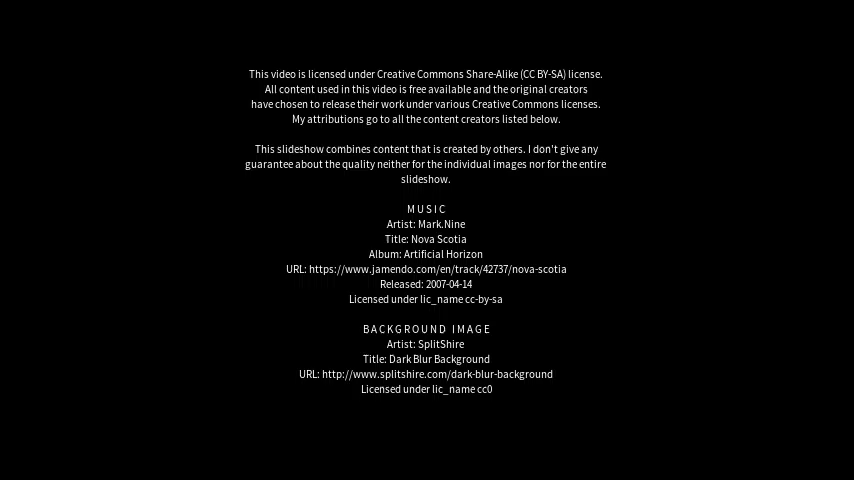 This video is licensed under Creative Commons Share-Alike (CC BY-SA) license.
All content used in this video is free available and the original creators
have chosen to release their work under various Creative Commons licenses.
My attributions go to all the content creators listed below.
This slideshow combines content that is created by others. I don't give any
guarantee about the quality neither for the individual images nor for the entire
slideshow.
MUSIC
Artist: Mark.Nine
Title: Nova Scotia
Album: Artificial Horizon
URL: https://www.jamendo.com/en/track/42737/nova-scotia
Released: 2007-04-14
Licensed under lic_name cc-by-sa
BACKGROUND IMAGE
Artist: SplitShire
Title: Dark Blur Background
URL: http://www.splitshire.com/dark-blur-background
Licensed under lic_name cc0